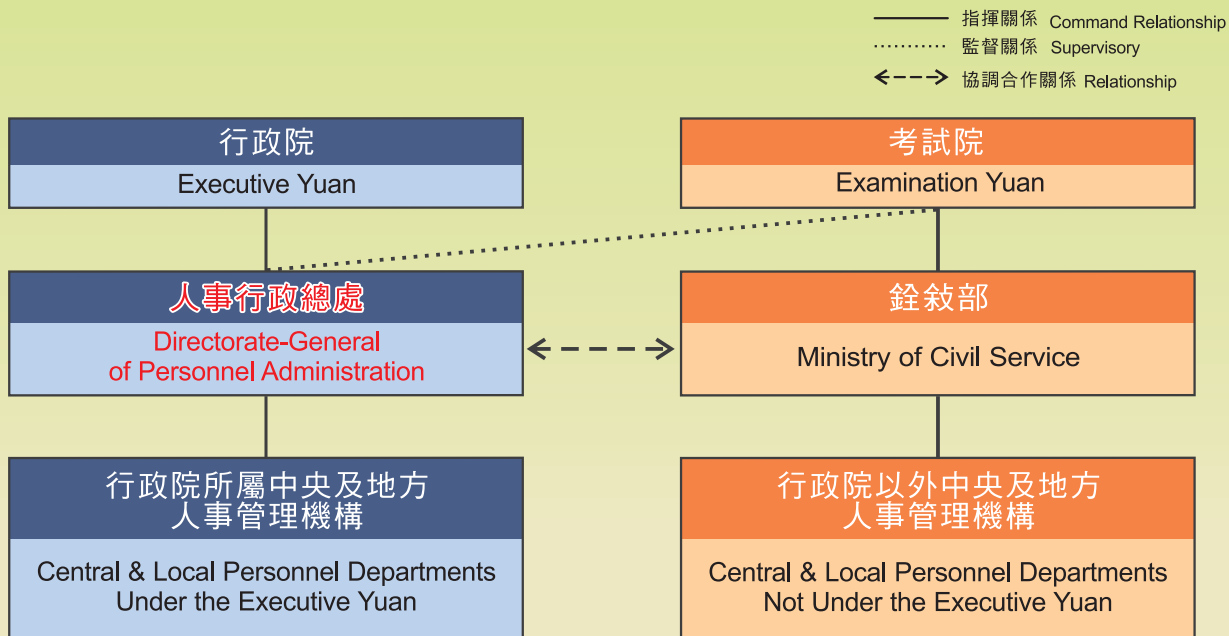 指揮關係 Command Relationship
監督關係 Supervisory
協調合作關係 Relationship
行政院
Executive Yuan
考試院
Examination Yuan
人事行政總處
Directorate-General
of Personnel Administration
銓敍部
Ministry of Civil Service
行政院所屬中央及地方
人事管理機構
Central & Local Personnel Departments
Under the Executive Yuan
行政院以外中央及地方
人事管理機構
Central & Local Personnel Departments
Not Under the Executive Yuan